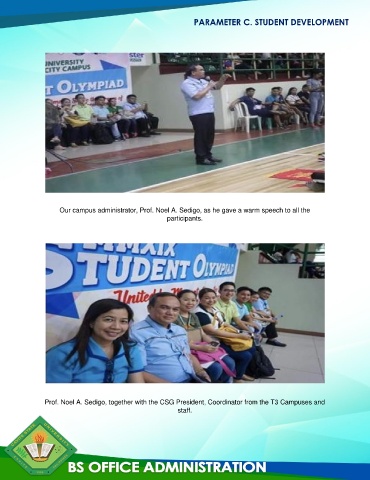 PARAMETER C. STUDENT DEVELOPMENT
UNIVERSITY
CITY CAMPUS
T OLYMPIAD
Our campus administrator, Prof. Noel A. Sedigo, as he gave a warm speech to all the
participants.
STUDENT OLYMPIAD
United
Prof. Noel A. Sedigo, together with the CSG President, Coordinator from the T3 Campuses and
staff.
BS OFFICE ADMINISTRATION